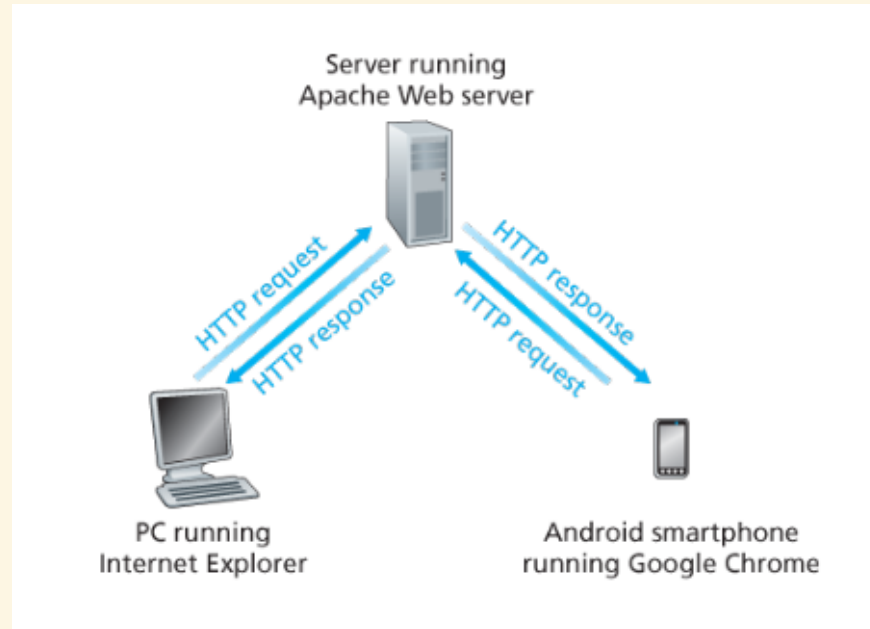 Server running
Apache Web server
HTTP request
HTTP response
HTTP response
HTTP request
PC running
Internet Explorer
Android smartphone
running Google Chrome